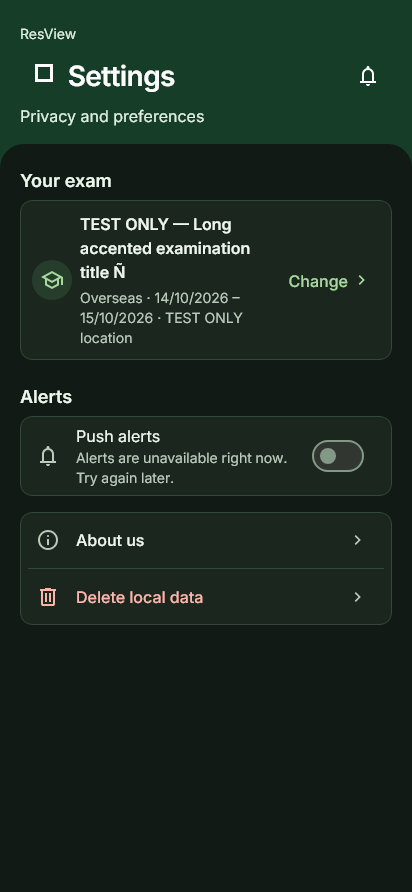 ResView
Settings
Privacy and preferences
Your exam
TEST ONLY — Long
accented examination
title Ñ
Overseas · 14/10/2026 –
15/10/2026 · TEST ONLY
location
Change
Alerts
Push alerts
Alerts are unavailable right now.
Try again later.
About us
Delete local data